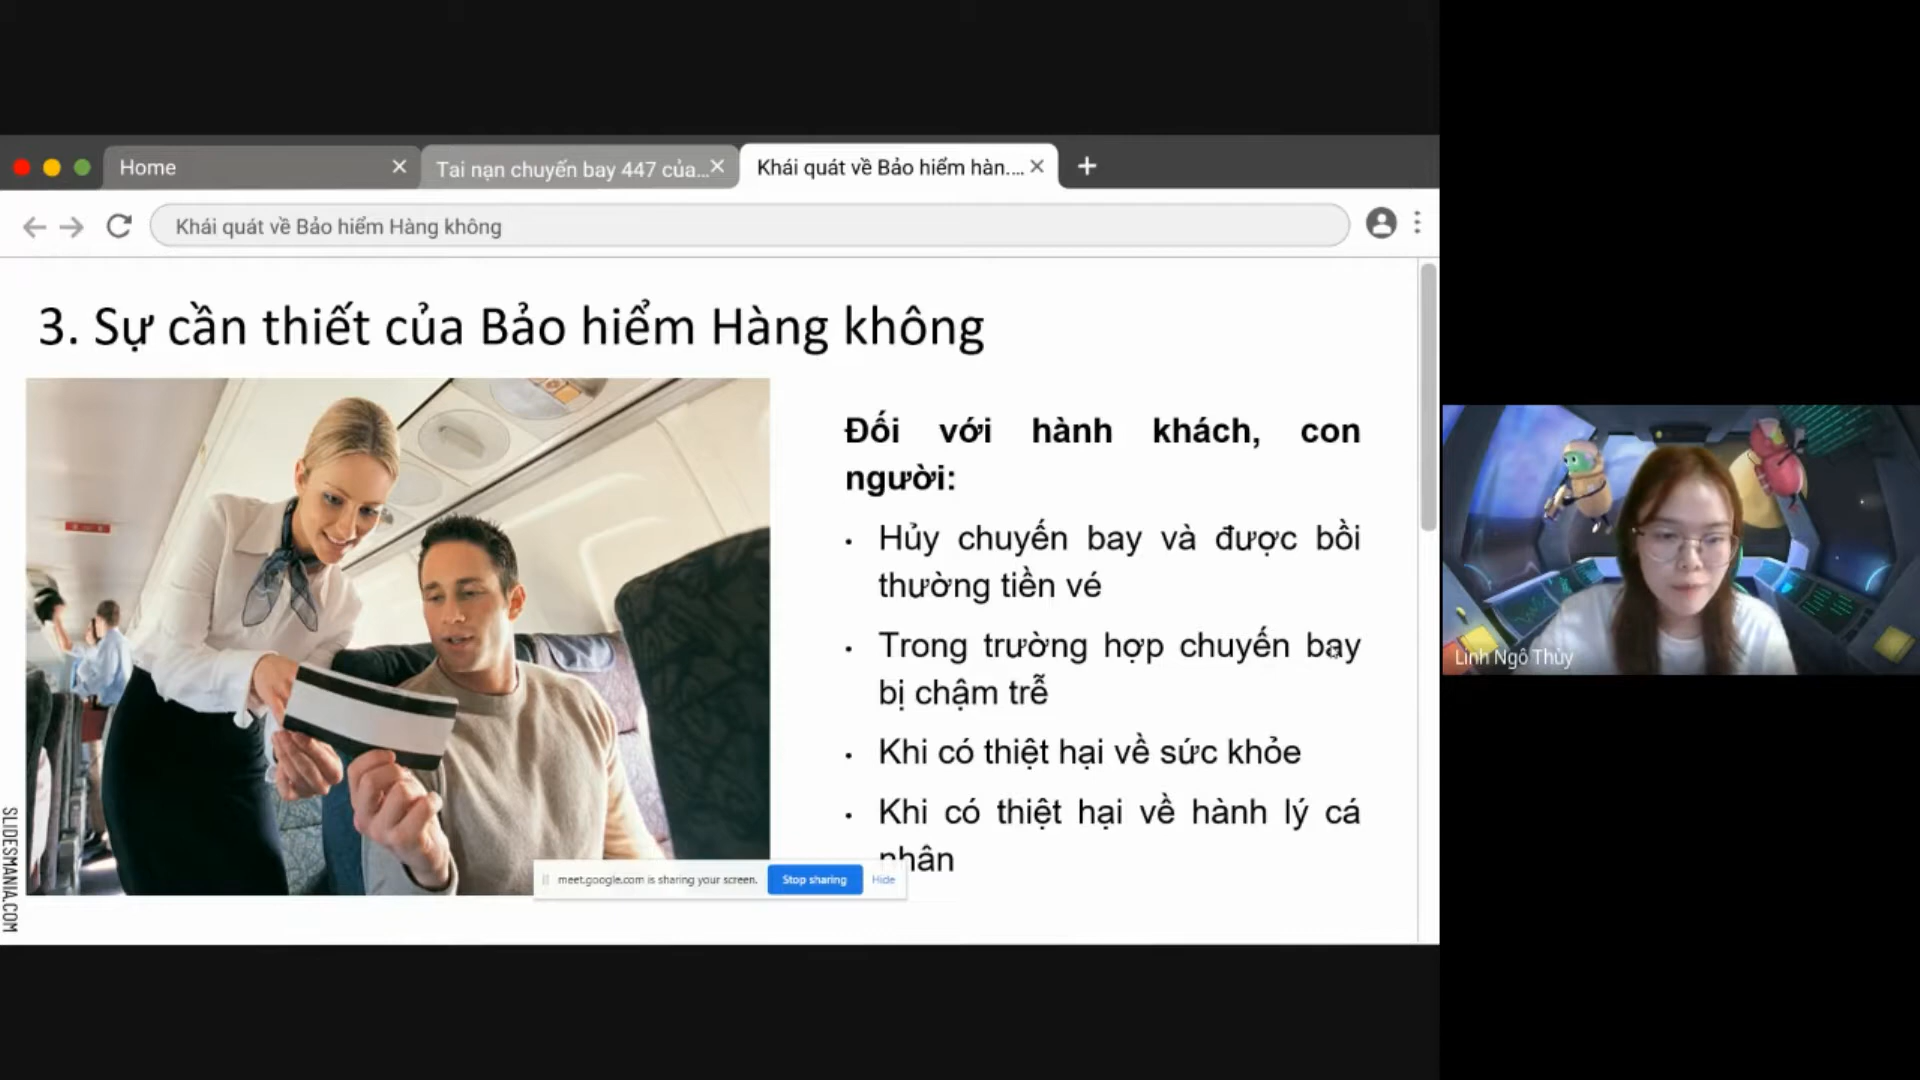 Home
Tai nạn chuyến bay 447 của...
Khái quát về Bảo hiểm hàn....
Khái quát về Bảo hiểm Hàng không
3. Sự cần thiết của Bảo hiểm Hàng không
Đối với hành khách, con
người:
• Hủy chuyến bay và được bồi
thường tiền vé
• Trong trường hợp chuyến bay
bị chậm trễ
• Khi có thiệt hại về sức khỏe
• Khi có thiệt hại về hành lý cá
nhân
SLIDESMANIA.COM
meet.google.com is sharing your screen.
Stop sharing
Hide
Linh Ngô Thùy